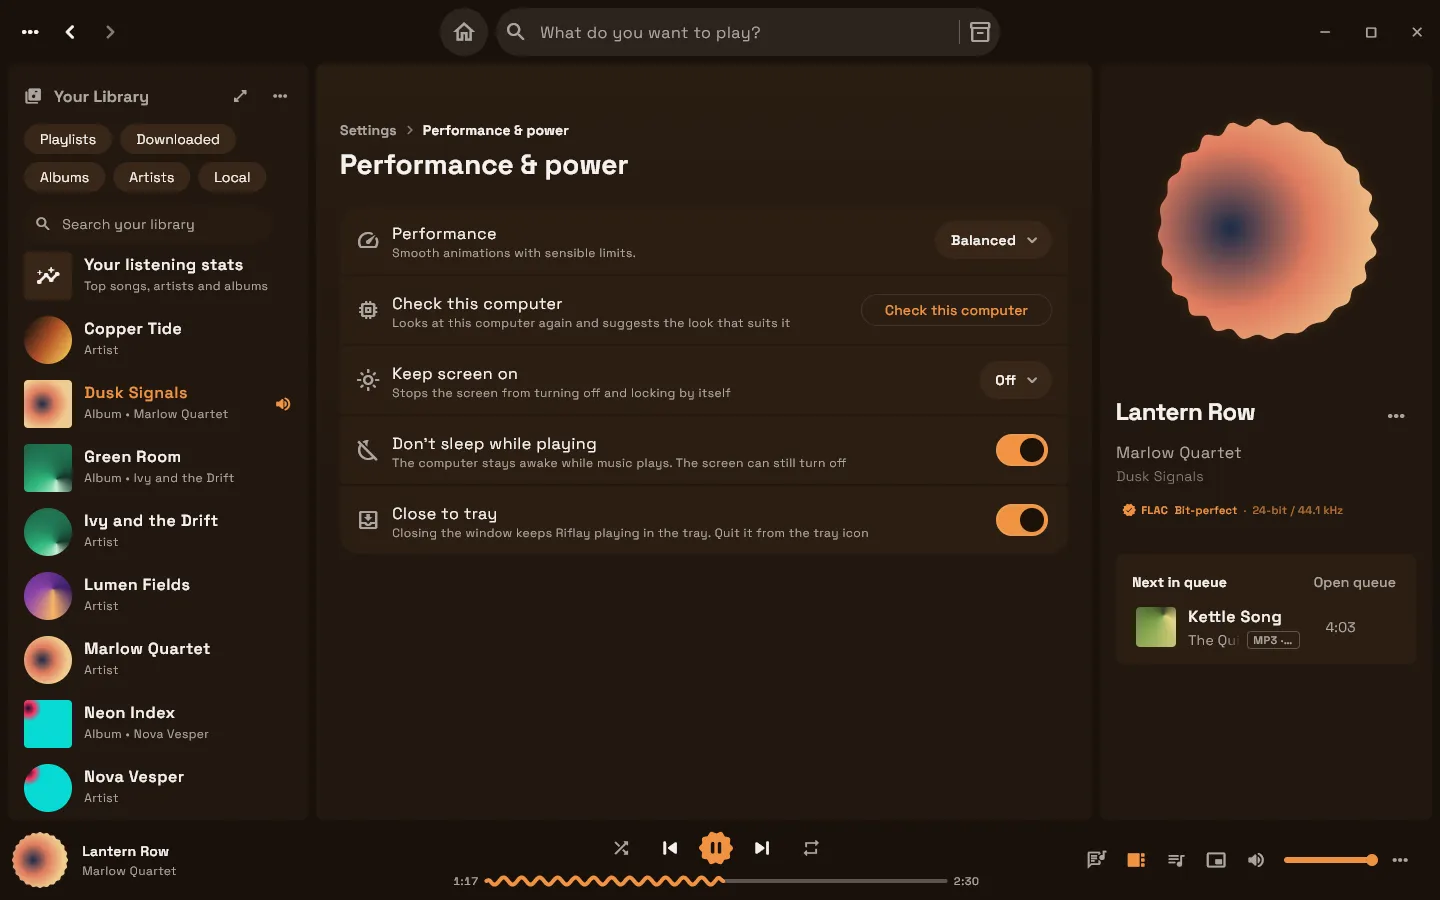 What do you want to play?
Your Library
Playlists
Downloaded
Albums
Artists
Local
Search your library
Your listening stats
Top songs, artists and albums
Copper Tide
Artist
Dusk Signals
Album • Marlow Quartet
Green Room
Album • Ivy and the Drift
Ivy and the Drift
Artist
Lumen Fields
Artist
Marlow Quartet
Artist
Neon Index
Album • Nova Vesper
Nova Vesper
Artist
Settings > Performance & power
Performance & power
Performance
Smooth animations with sensible limits.
Balanced
Check this computer
Looks at this computer again and suggests the look that suits it
Check this computer
Keep screen on
Stops the screen from turning off and locking by itself
Off
Don't sleep while playing
The computer stays awake while music plays. The screen can still turn off
Close to tray
Closing the window keeps Riflay playing in the tray. Quit it from the tray icon
Lantern Row
Marlow Quartet
Dusk Signals
FLAC Bit-perfect · 24-bit / 44.1 kHz
Next in queue
Open queue
Kettle Song
The Qui
MP3 ·…
4:03
Lantern Row
Marlow Quartet
1:17
2:30